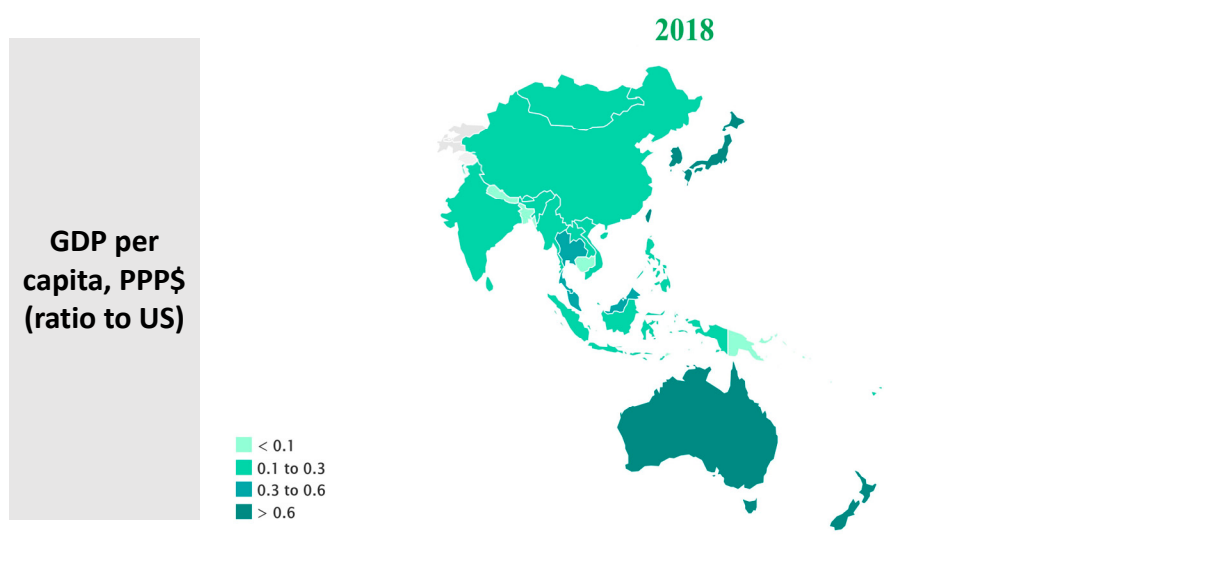 2018
GDP per
capita, PPP$
(ratio to US)
< 0.1
0.1 to 0.3
0.3 to 0.6
> 0.6